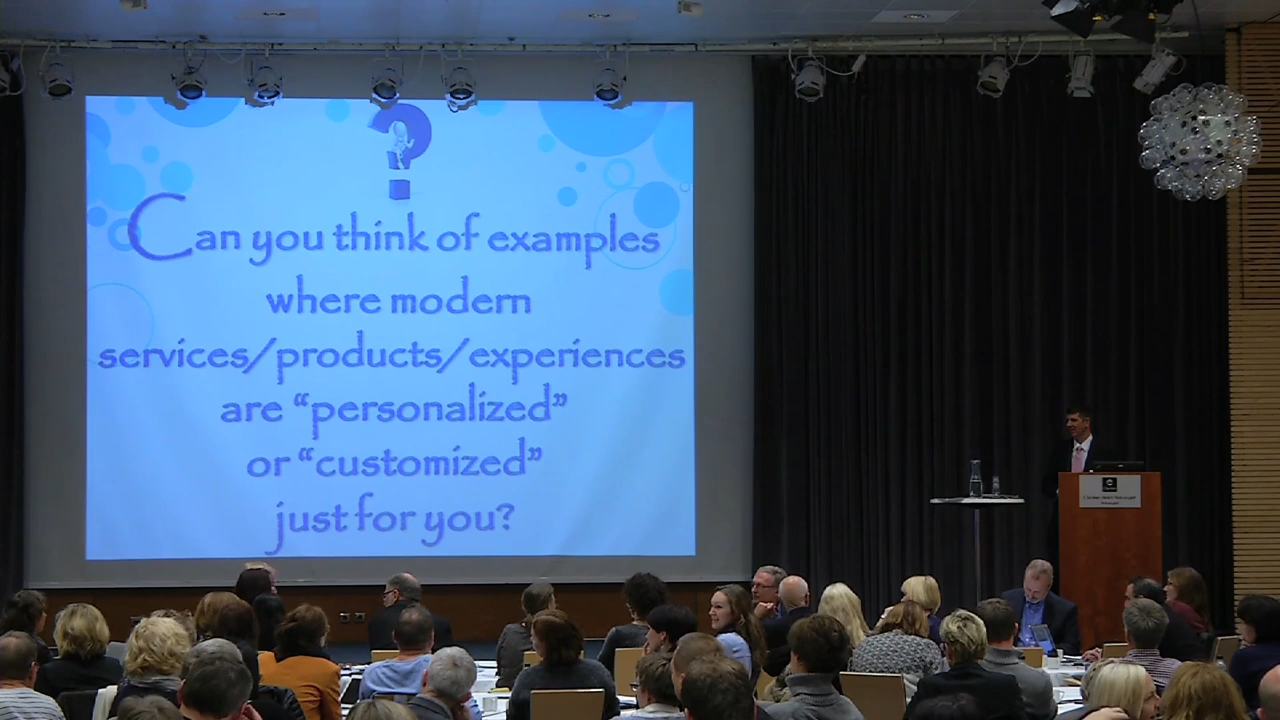 ?
Can you think of examples
where modern
services/products/experiences
are “personalized”
or “customized”
just for you?